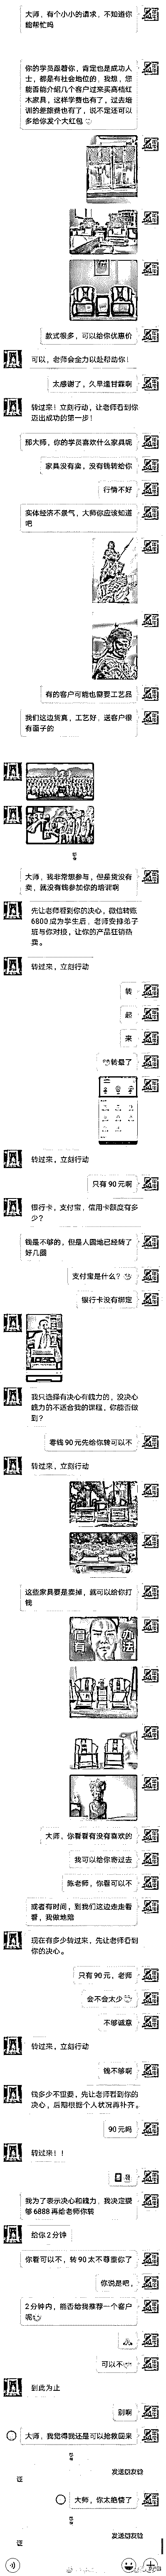 大师，有个小小的请求，不知道你
能帮忙吗
你的学员跟着你，肯定也是成功人
士，都是有社会地位的，我想，您
能否能介绍几个客户过来买高档红
木家具，这样学费也有了，过去培
训的差旅费也有了，说不定还可以
多给你发个大红包
款式很多，可以给你优惠价
可以，老师会全力以赴帮助你！
太感谢了，久旱逢甘霖啊
转过来！立刻行动，让老师看到你
迈出成功的第一步！
那大师，你的学员喜欢什么家具呢
家具没有卖，没有钱转给你
行情不好
实体经济不景气，大师你应该知道
吧
有的客户可能也需要工艺品
我们这边货真，工艺好，送客户很
有面子的
大师，我非常想参与，但是货没有
卖，就没有钱参加你的培训啊
先让老师看到你的决心，微信转账
6800成为学生后，老师安排弟子
班与你对接，让你的产品狂销热
卖。
转过来，立刻行动
转
起
来
转晕了
转过来，立刻行动
只有90元啊
银行卡，支付宝，信用卡额度有多
少？
钱是不够的，但是人圆地已经转了
好几圈
支付宝是什么？
银行卡没有绑定
我只选择有决心有魄力的，没决心
魄力的不适合我的课程，你能否做
到？
零钱90元先给你转可以不
转过来，立刻行动
这些家具要是卖掉，就可以给你打
钱
大师，你看看有没有喜欢的
我可以给你寄过去
陈老师，你看可以不
或者有时间，到我们这边走走看
看，我做地陪
现在有多少转过来，先让老师看到
你的决心。
只有90元，老师
会不会太少
不够诚意
转过来，立刻行动
钱不够啊
钱多少不重要，先让老师看到你的
决心，后期根据个人状况再补齐。
90元吗
转过来！！
我为了表示决心和魄力，我决定凑
够6888再给老师你转
给你2分钟
你看可以不，转90太不尊重你了
你说是吧，
2分钟内，能否给我推荐一个客户
呢
可以不
到此为止
别啊
大师，我觉得我还是可以抢救回来
大师，你太绝情了